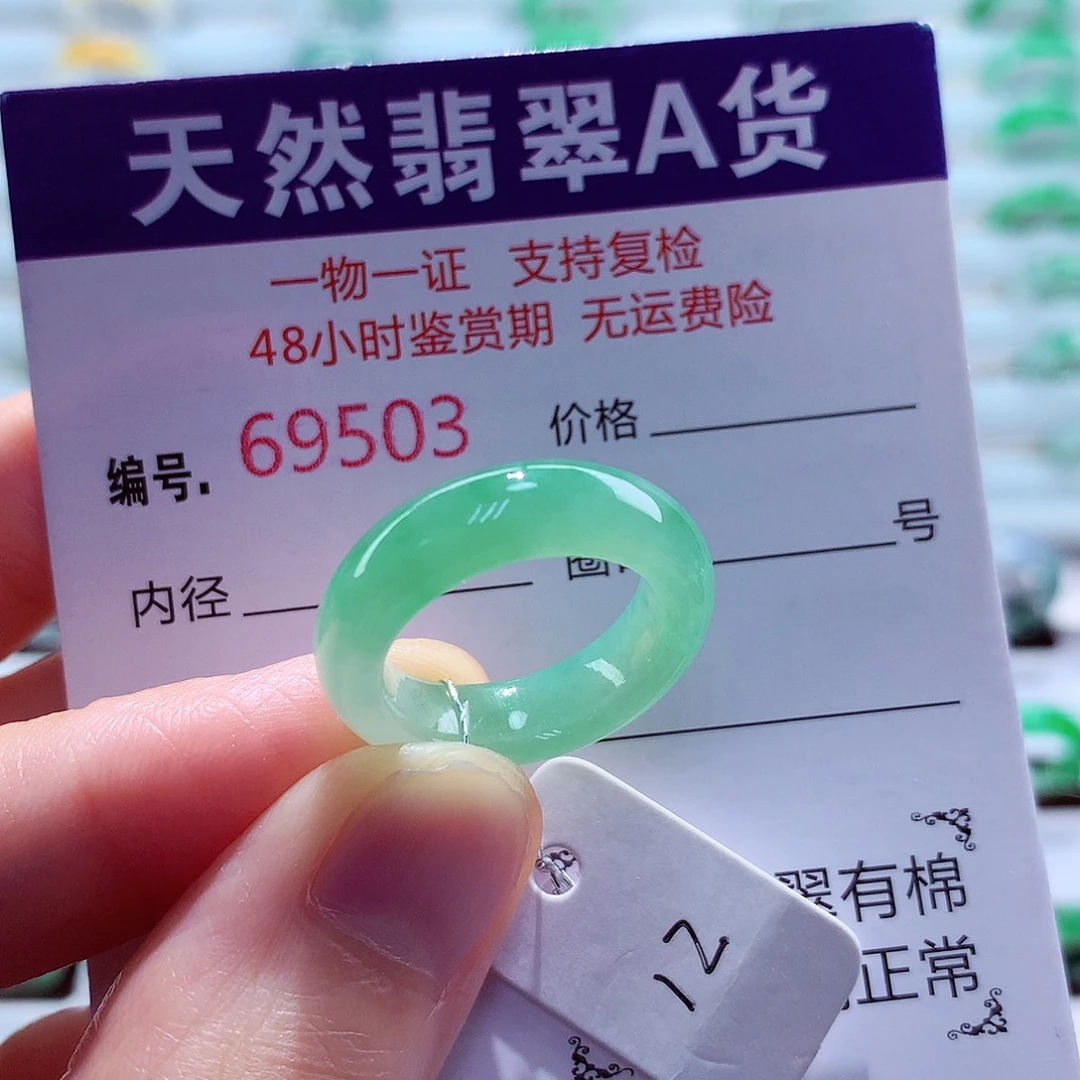 天然翡翠A货
一物一证 支持复检
48小时鉴赏期 无运费险
编号. 69503 价格
内径 号
翠有棉
正常
12